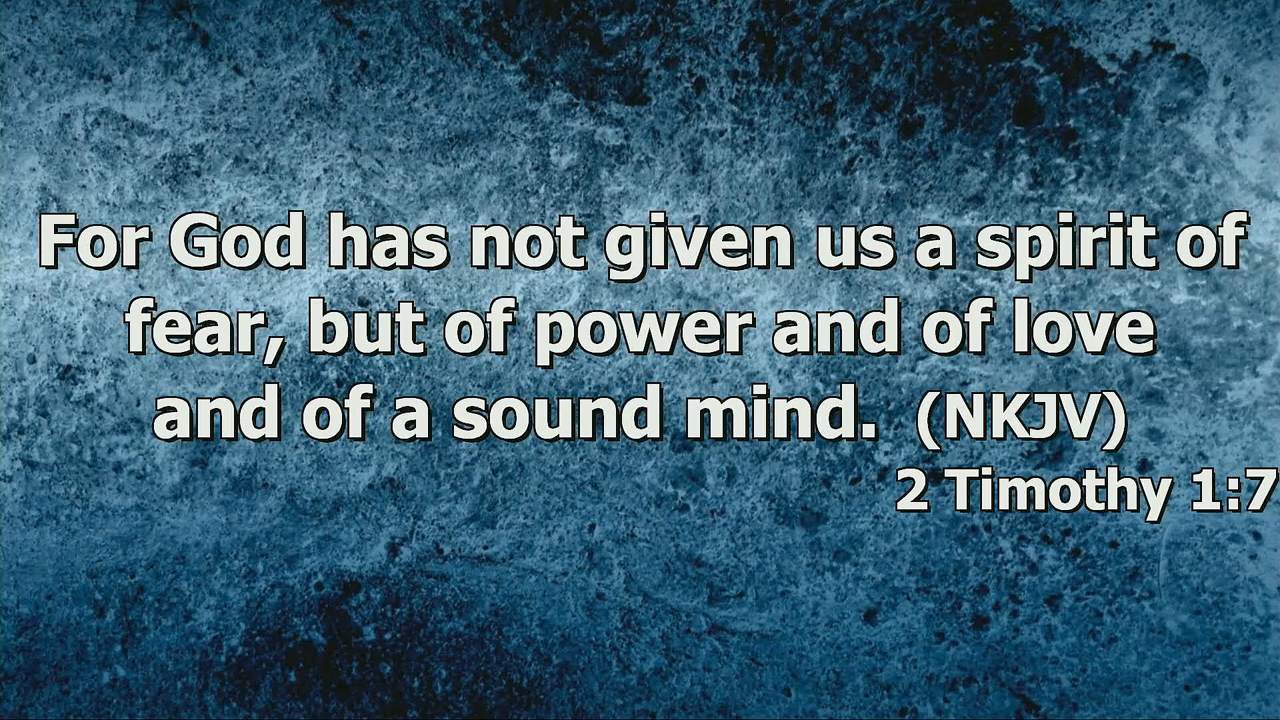 For God has not given us a spirit of
fear, but of power and of love
and of a sound mind. (NKJV)
2 Timothy 1:7